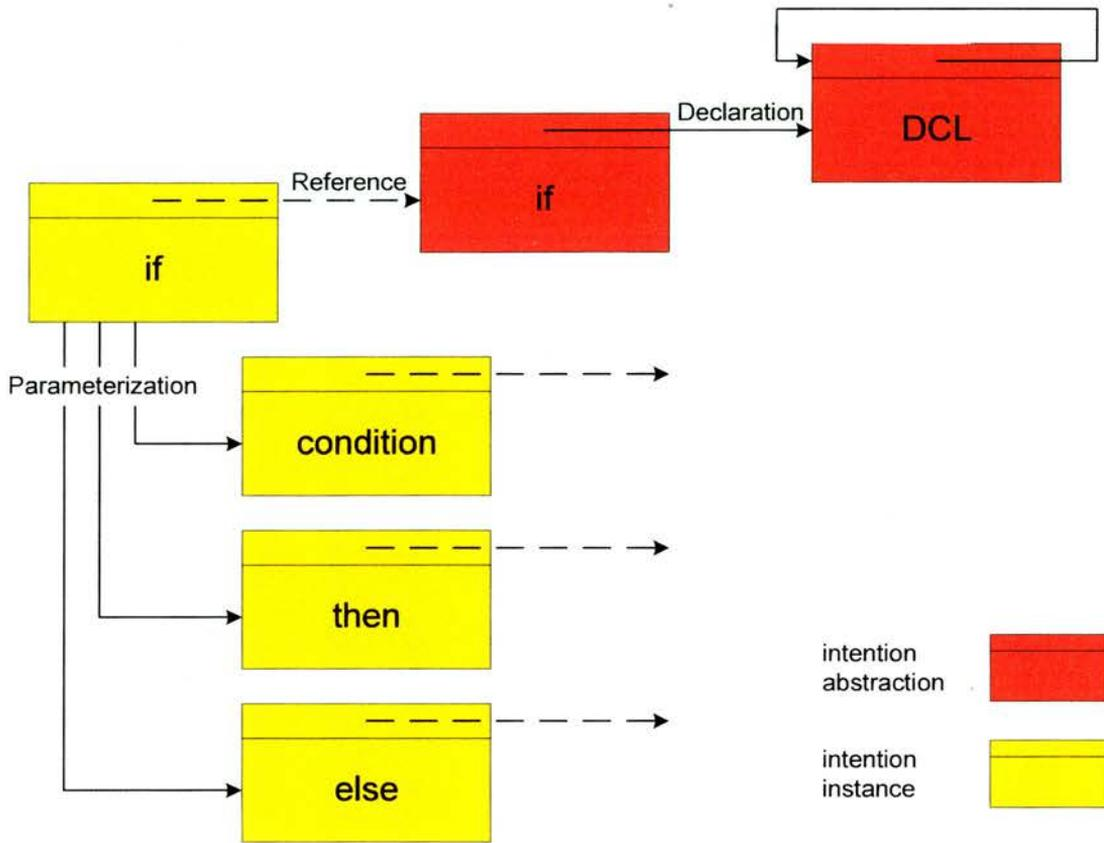 Declaration
DCL
Reference
if
if
Parameterization
condition
then
else
intention
abstraction
intention
instance